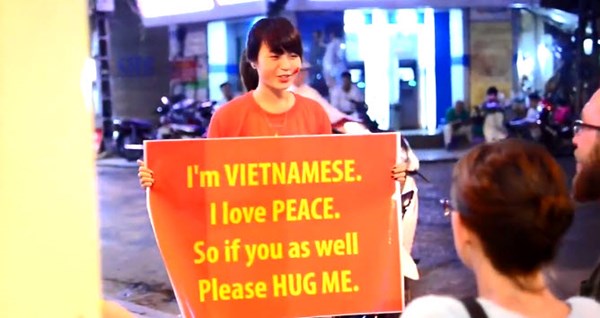 I'm VIETNAMESE.
I love PEACE.
So if you as well
Please HUG ME.